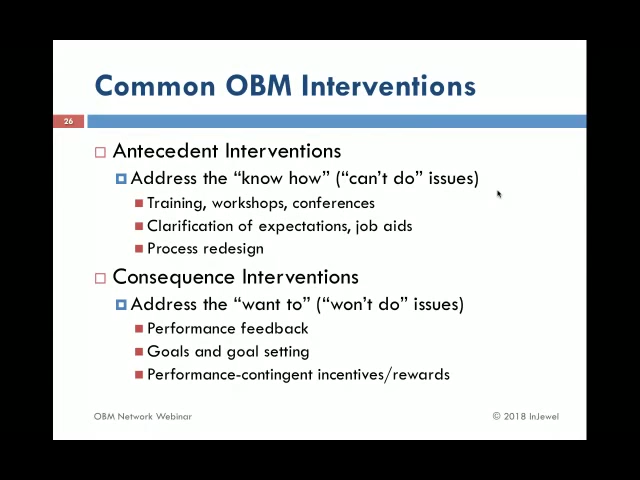 Common OBM Interventions
26
Antecedent Interventions
Address the “know how” (“can’t do” issues)
Training, workshops, conferences
Clarification of expectations, job aids
Process redesign
Consequence Interventions
Address the “want to” (“won’t do” issues)
Performance feedback
Goals and goal setting
Performance-contingent incentives/rewards
OBM Network Webinar
© 2018 InJewel